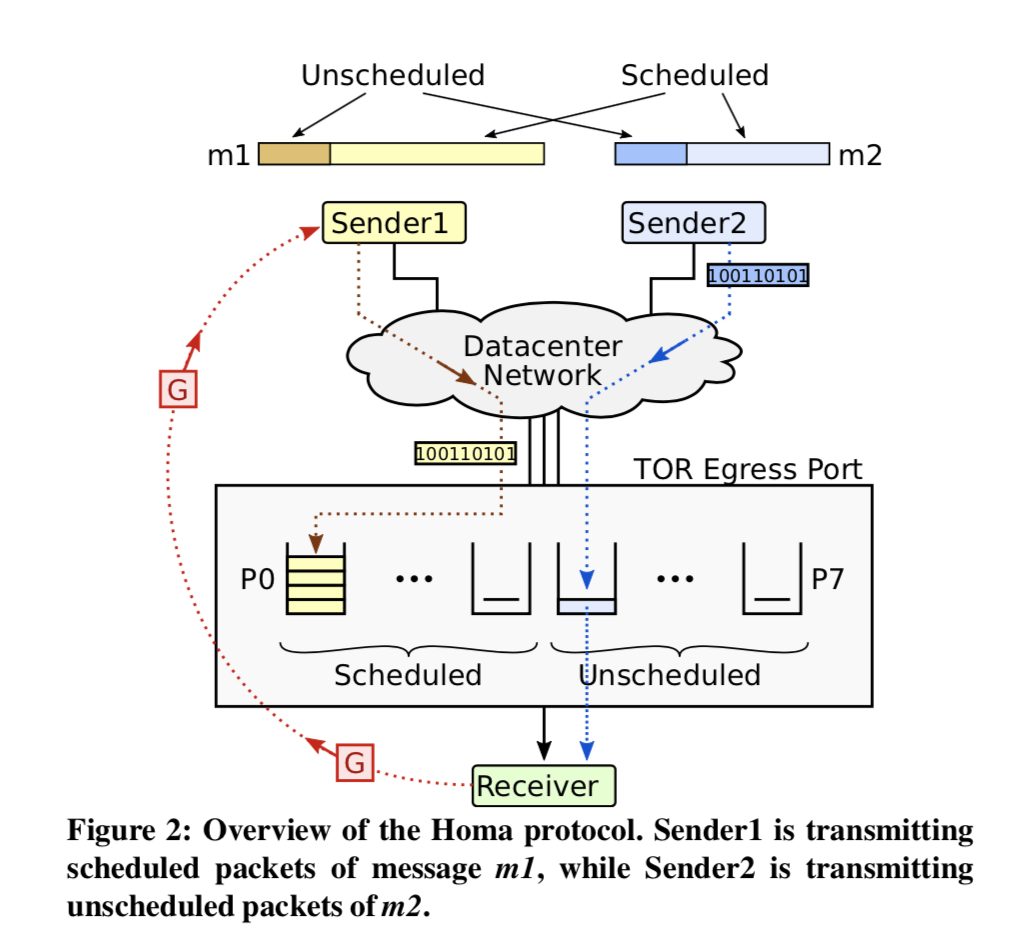 Unscheduled Scheduled
m1 m2
Sender1 Sender2
100110101
Datacenter
Network
G
100110101
TOR Egress Port
P0 ... ... P7
Scheduled Unscheduled
G
Receiver
Figure 2: Overview of the Homa protocol. Sender1 is transmitting
scheduled packets of message m1, while Sender2 is transmitting
unscheduled packets of m2.